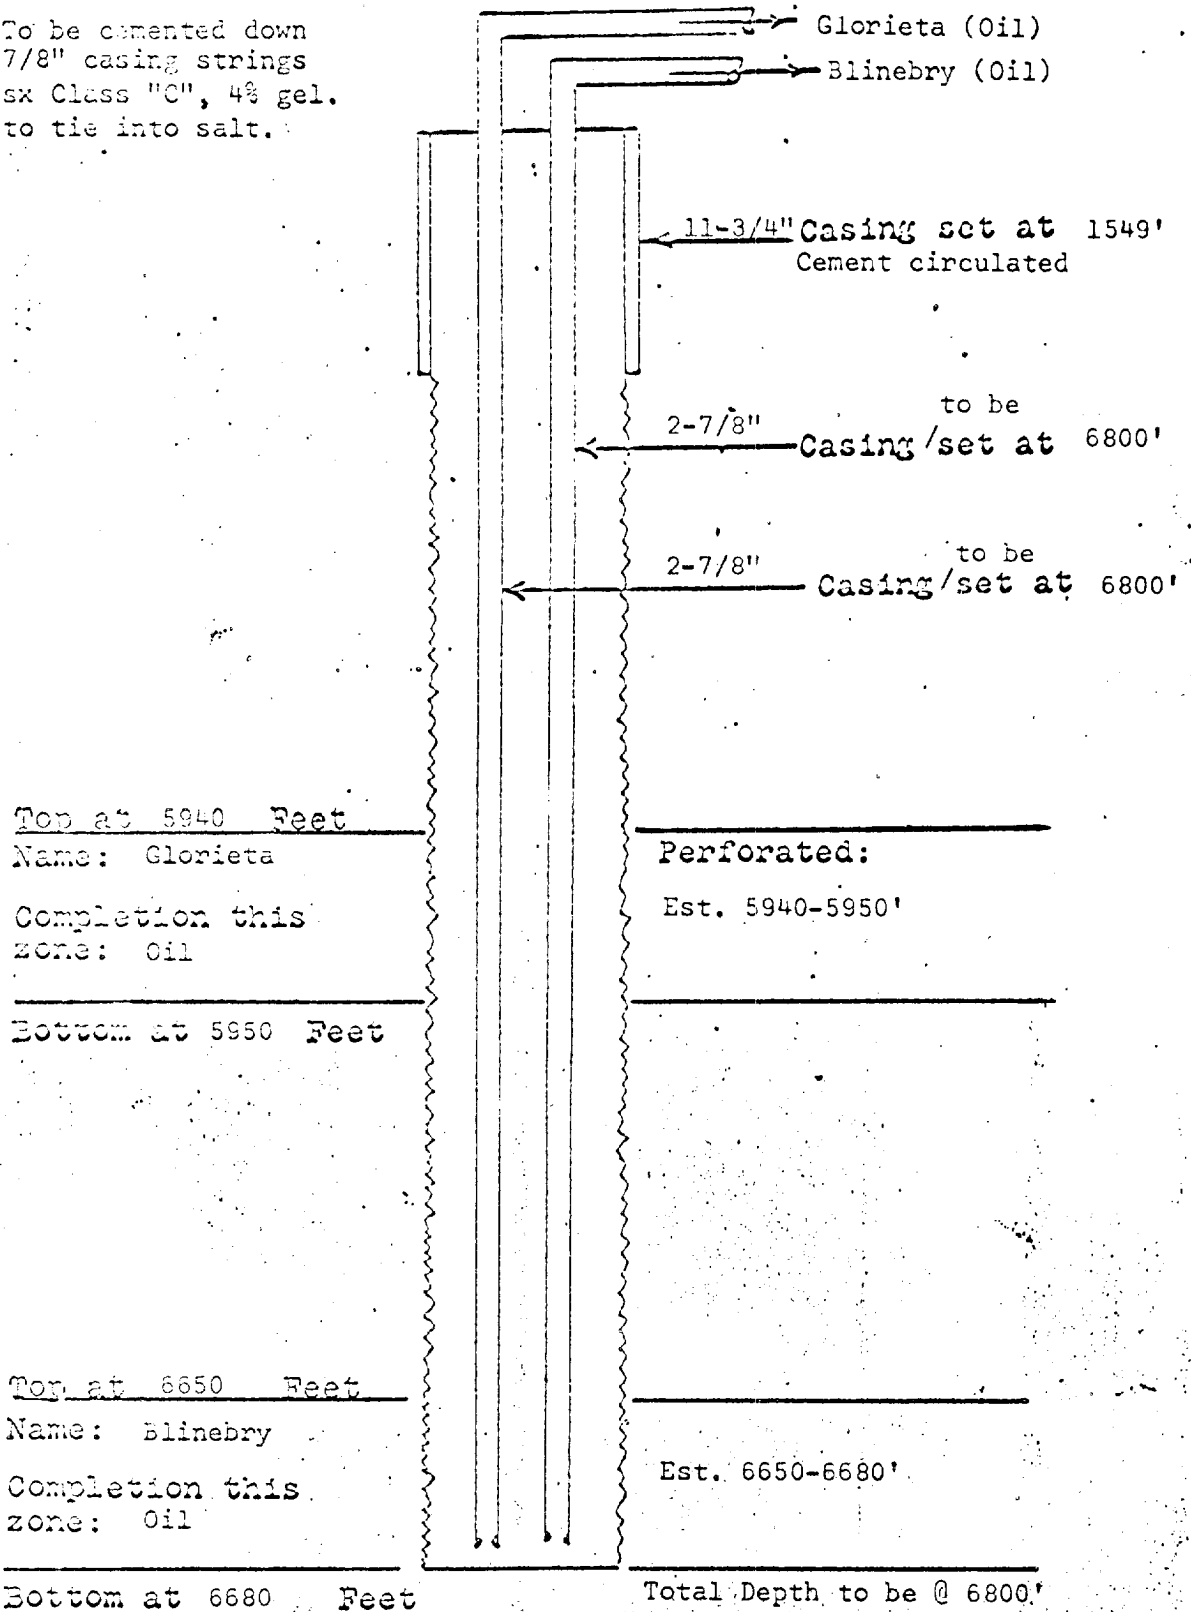 To be cemented down
7/8" casing strings
sx Class "C", 4% gel.
to tie into salt.
Glorieta (Oil)
Blinebry (Oil)
11-3/4" Casing set at 1549'
Cement circulated
to be
2-7/8" Casing/set at 6800'
to be
2-7/8" Casing/set at 6800'
Top at 5940 Feet
Name: Glorieta
Completion this
zone: Oil
Bottom at 5950 Feet
Perforated:
Est. 5940-5950'
Top at 6650 Feet
Name: Blinebry
Completion this
zone: Oil
Bottom at 6680 Feet
Est. 6650-6680'
Total Depth to be @ 6800'